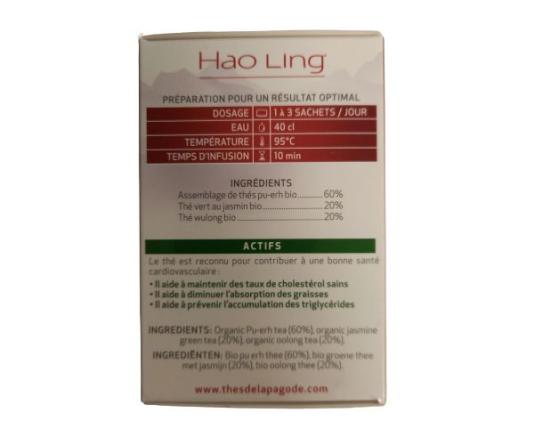 Hao Ling
PRÉPARATION POUR UN RÉSULTAT OPTIMAL
DOSAGE 1 À 3 SACHETS / JOUR
EAU 40 cl
TEMPÉRATURE 95°C
TEMPS D'INFUSION 10 min
INGRÉDIENTS
Assemblage de thés pu-erh bio..........60%
Thé vert au jasmin bio..........20%
Thé wulong bio..........20%
ACTIFS
Le thé est reconnu pour contribuer à une bonne santé
cardiovasculaire :
• Il aide à maintenir des taux de cholestérol sains
• Il aide à diminuer l'absorption des graisses
• Il aide à prévenir l'accumulation des triglycérides
INGREDIENTS: Organic Pu-erh tea (60%), organic jasmine
green tea (20%), organic oolong tea (20%).
INGREDIËNTEN: Bio pu erh thee (60%), bio groene thee
met jasmijn (20%), bio oolong thee (20%).
www.thesdelapagode.com